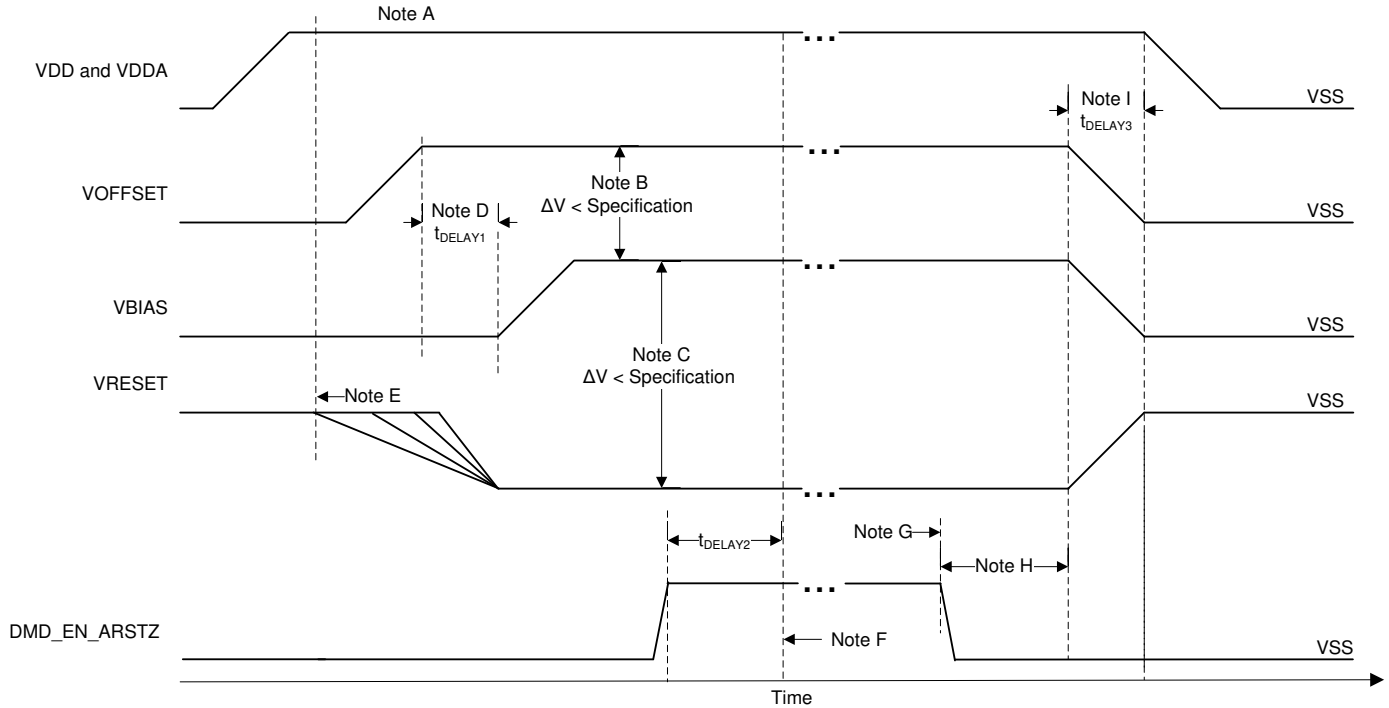 Note A
VDD and VDDA
VSS
Note I
tDELAY3
VOFFSET
Note B
ΔV < Specification
Note D
tDELAY1
VSS
VBIAS
VSS
Note C
ΔV < Specification
VRESET
Note E
VSS
tDELAY2
Note G
Note H
DMD_EN_ARSTZ
Note F
VSS
Time